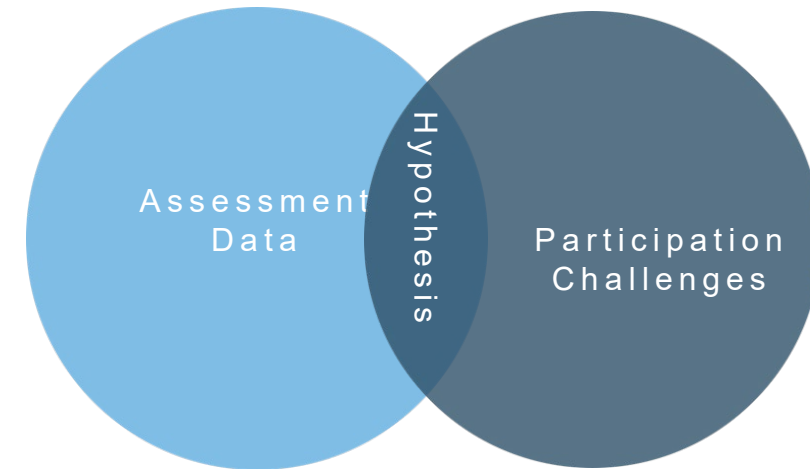 Assessment
Data
Hypothesis
Participation
Challenges